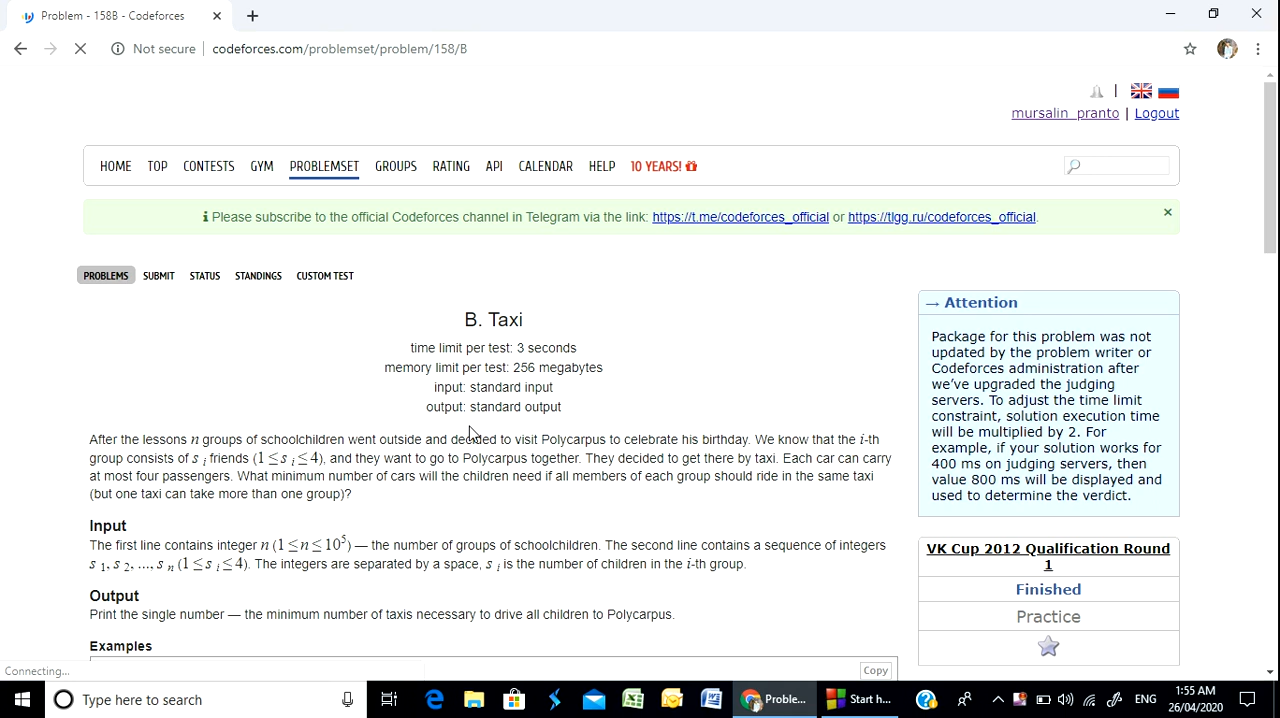 Problem - 158B - Codeforces
Not secure codeforces.com/problemset/problem/158/B
mursalin_pranto | Logout
HOME TOP CONTESTS GYM PROBLEMSET GROUPS RATING API CALENDAR HELP 10 YEARS!
Please subscribe to the official Codeforces channel in Telegram via the link: https://t.me/codeforces_official or https://tlgg.ru/codeforces_official.
PROBLEMS SUBMIT STATUS STANDINGS CUSTOM TEST
B. Taxi
time limit per test: 3 seconds
memory limit per test: 256 megabytes
input: standard input
output: standard output
After the lessons n groups of schoolchildren went outside and decided to visit Polycarpus to celebrate his birthday. We know that the i-th
group consists of s i friends (1 ≤ s i ≤ 4), and they want to go to Polycarpus together. They decided to get there by taxi. Each car can carry
at most four passengers. What minimum number of cars will the children need if all members of each group should ride in the same taxi
(but one taxi can take more than one group)?
Input
The first line contains integer n (1 ≤ n ≤ 10^5) — the number of groups of schoolchildren. The second line contains a sequence of integers
s 1, s 2, ..., s n (1 ≤ s i ≤ 4). The integers are separated by a space, s i is the number of children in the i-th group.
Output
Print the single number — the minimum number of taxis necessary to drive all children to Polycarpus.
Examples
Copy
→ Attention
Package for this problem was not
updated by the problem writer or
Codeforces administration after
we've upgraded the judging
servers. To adjust the time limit
constraint, solution execution time
will be multiplied by 2. For
example, if your solution works for
400 ms on judging servers, then
value 800 ms will be displayed and
used to determine the verdict.
VK Cup 2012 Qualification Round
1
Finished
Practice
Connecting...
Type here to search
Proble...
Start h...
ENG
1:55 AM
26/04/2020